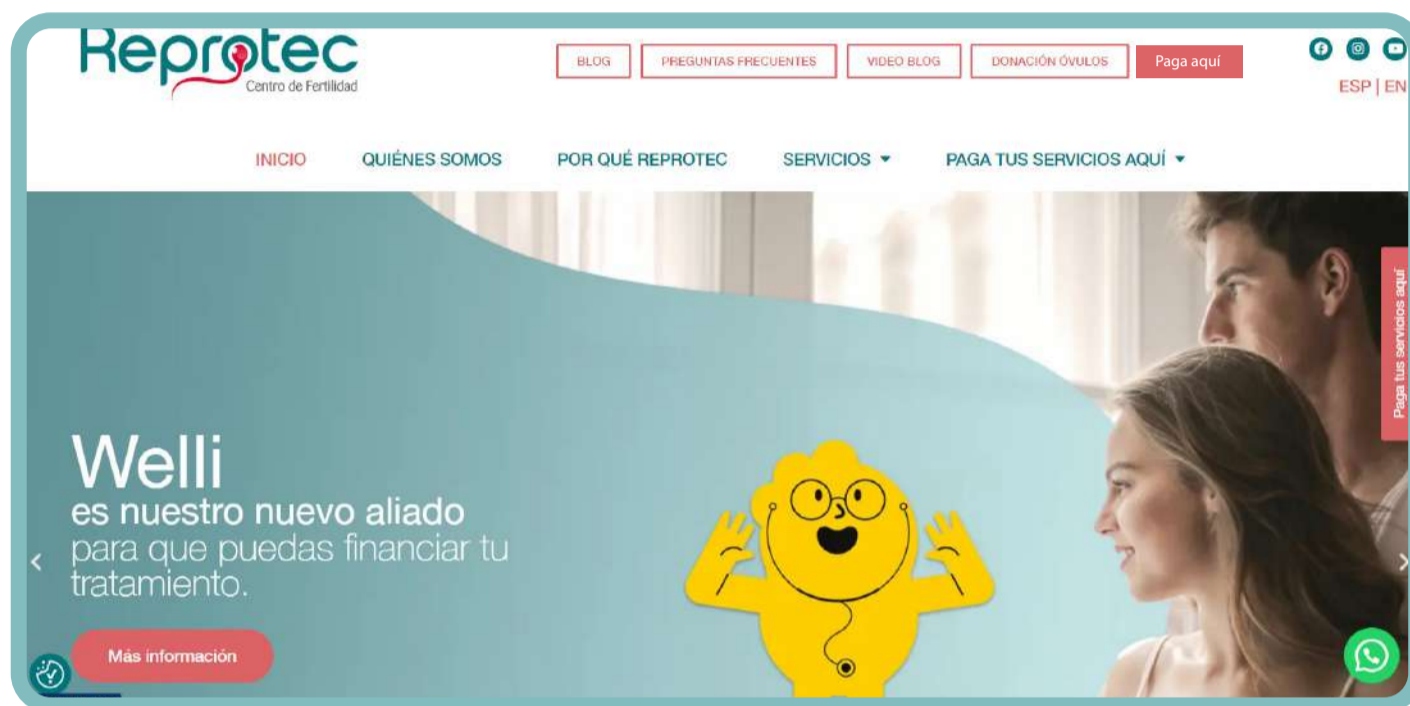 Reprotec
Centro de Fertilidad
BLOG
PREGUNTAS FRECUENTES
VIDEO BLOG
DONACIÓN ÓVULOS
Paga aquí
ESP | EN
INICIO
QUIÉNES SOMOS
POR QUÉ REPROTEC
SERVICIOS
PAGA TUS SERVICIOS AQUÍ
Paga tus servicios aquí
Welli
es nuestro nuevo aliado
para que puedas financiar tu
tratamiento.
Más información